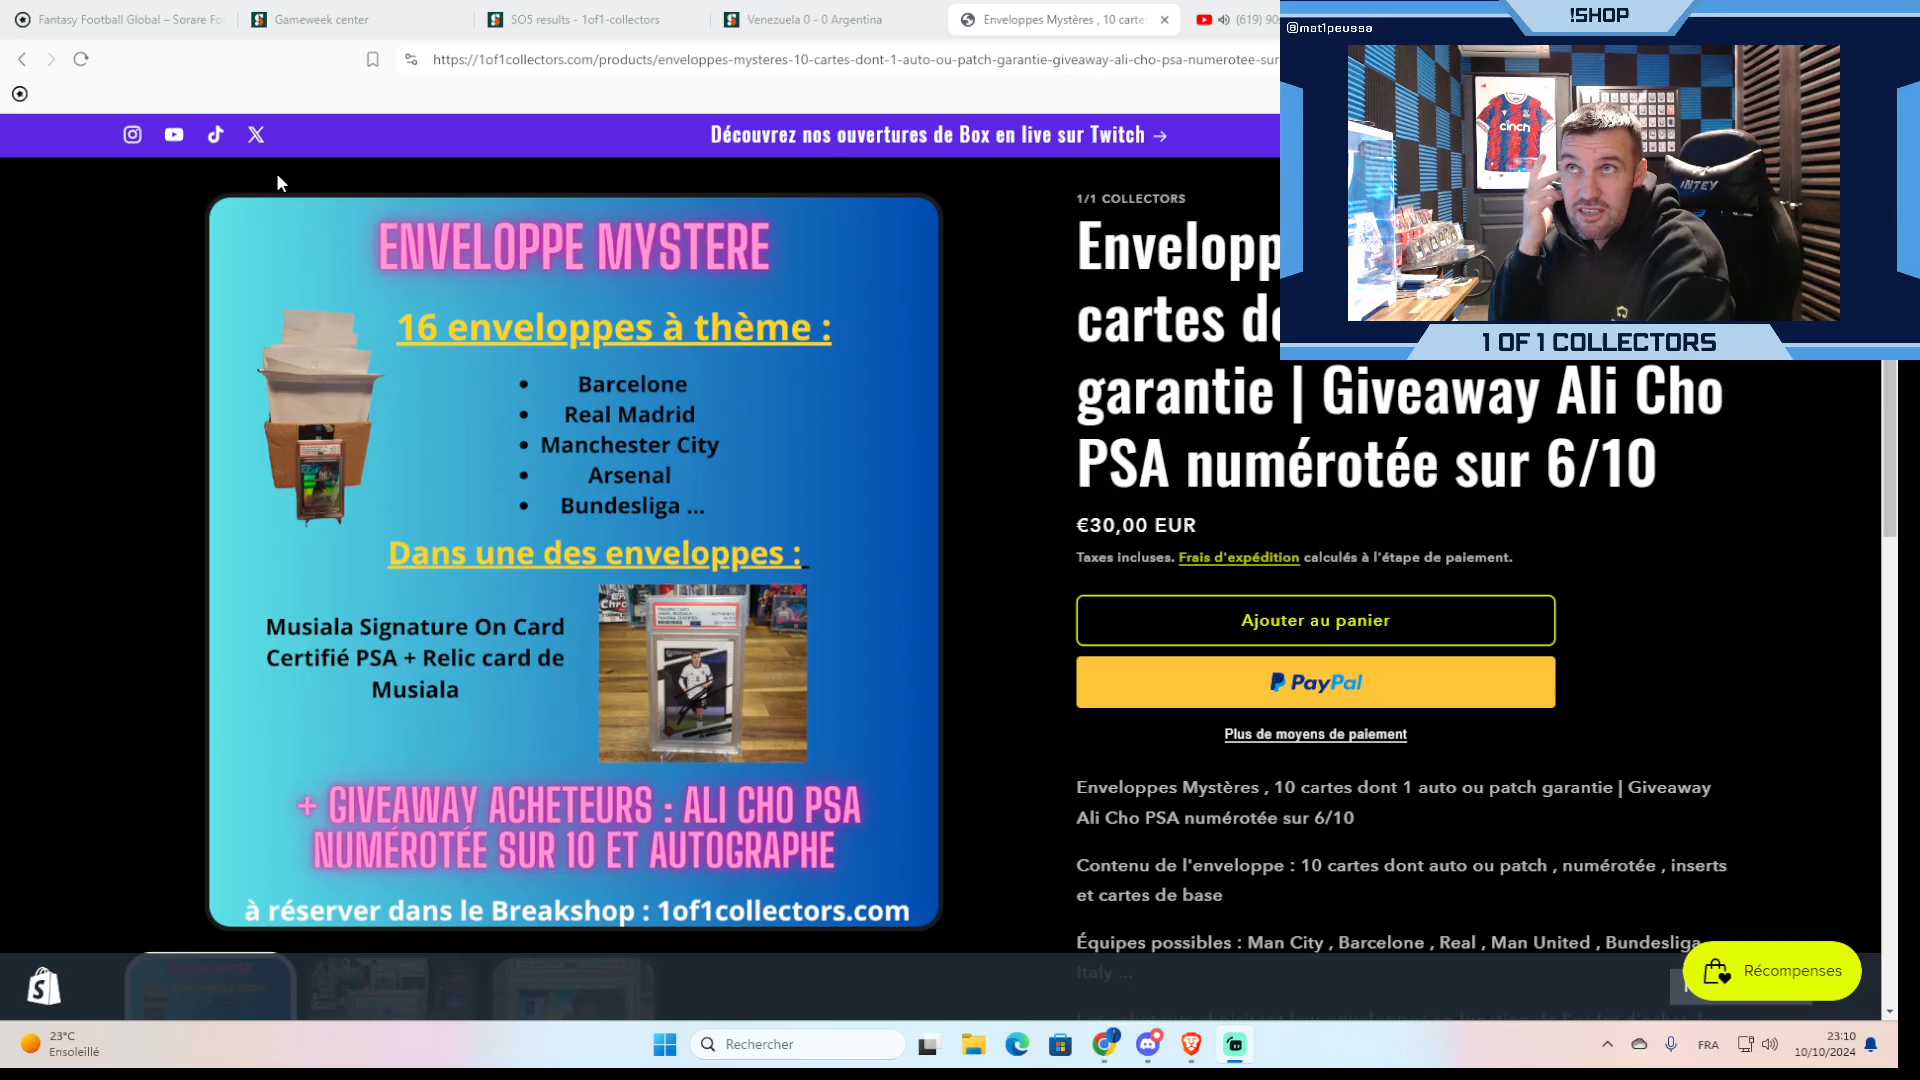 Fantasy Football Global – Sorare Fo
Gameweek center
SO5 results - 1of1-collectors
Venezuela 0 - 0 Argentina
Enveloppes Mystères , 10 carte
(619) 90
https://1of1collectors.com/products/enveloppes-mysteres-10-cartes-dont-1-auto-ou-patch-garantie-giveaway-ali-cho-psa-numerotee-sur
Découvrez nos ouvertures de Box en live sur Twitch →
!SHOP
@mat1peussa
cinch
INTEY
1 OF 1 COLLECTORS
ENVELOPPE MYSTERE
16 enveloppes à thème :
• Barcelone
• Real Madrid
• Manchester City
• Arsenal
• Bundesliga ...
Dans une des enveloppes :
Musiala Signature On Card
Certifié PSA + Relic card de
Musiala
+ GIVEAWAY ACHETEURS : ALI CHO PSA
NUMÉROTÉE SUR 10 ET AUTOGRAPHE
à réserver dans le Breakshop : 1of1collectors.com
1/1 COLLECTORS
Envelopp
cartes d
garantie | Giveaway Ali Cho
PSA numérotée sur 6/10
€30,00 EUR
Taxes incluses. Frais d'expédition calculés à l'étape de paiement.
Ajouter au panier
PayPal
Plus de moyens de paiement
Enveloppes Mystères , 10 cartes dont 1 auto ou patch garantie | Giveaway
Ali Cho PSA numérotée sur 6/10
Contenu de l'enveloppe : 10 cartes dont auto ou patch , numérotée , inserts
et cartes de base
Équipes possibles : Man City , Barcelone , Real , Man United , Bundesliga
Italy ...
Récompenses
23°C
Ensoleillé
Rechercher
FRA
23:10
10/10/2024